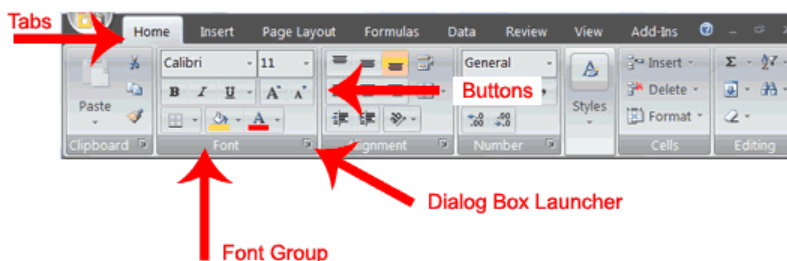 Tabs
Home Insert Page Layout Formulas Data Review View Add-Ins
Calibri 11 General
Insert
B I U A A Buttons
Delete
Paste Styles
A Format
Clipboard Font Alignment Number Cells Editing
Dialog Box Launcher
Font Group